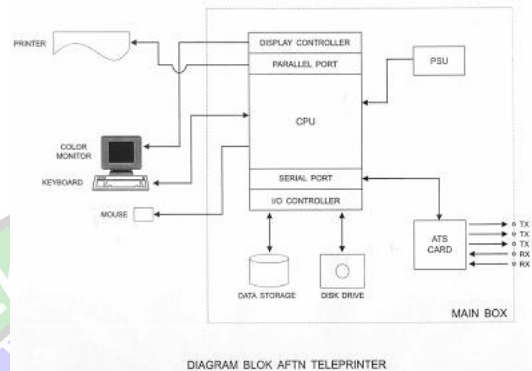 DISPLAY CONTROLLER
PRINTER
PARALLEL PORT
PSU
CPU
COLOR
MONITOR
KEYBOARD
SERIAL PORT
I/O CONTROLLER
MOUSE
ATS
CARD
TX
TX
TX
RX
RX
DATA STORAGE
DISK DRIVE
MAIN BOX
DIAGRAM BLOK AFTN TELEPRINTER